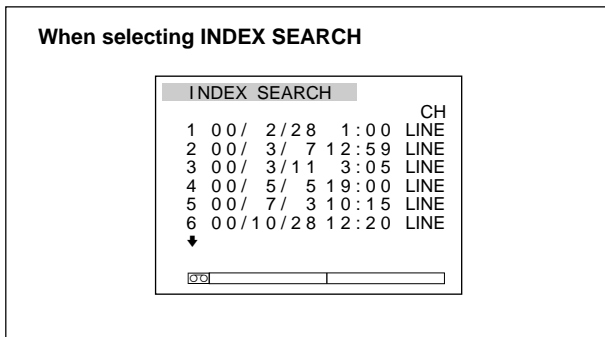 When selecting INDEX SEARCH
INDEX SEARCH
CH
1 00/ 2/28 1:00 LINE
2 00/ 3/ 7 12:59 LINE
3 00/ 3/11 3:05 LINE
4 00/ 5/ 5 19:00 LINE
5 00/ 7/ 3 10:15 LINE
6 00/10/28 12:20 LINE